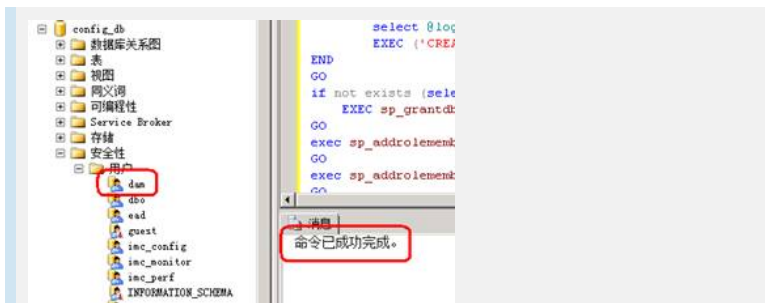 config_db
数据库关系图
表
视图
同义词
可编程性
Service Broker
存储
安全性
用户
dam
dbo
ead
guest
imc_config
imc_monitor
imc_perf
INFORMATION_SCHEMA
select @log
EXEC ('CREA
END
GO
if not exists (sele
EXEC sp_grantdb
GO
exec sp_addrolememb
GO
exec sp_addrolememb
GO
消息
命令已成功完成。